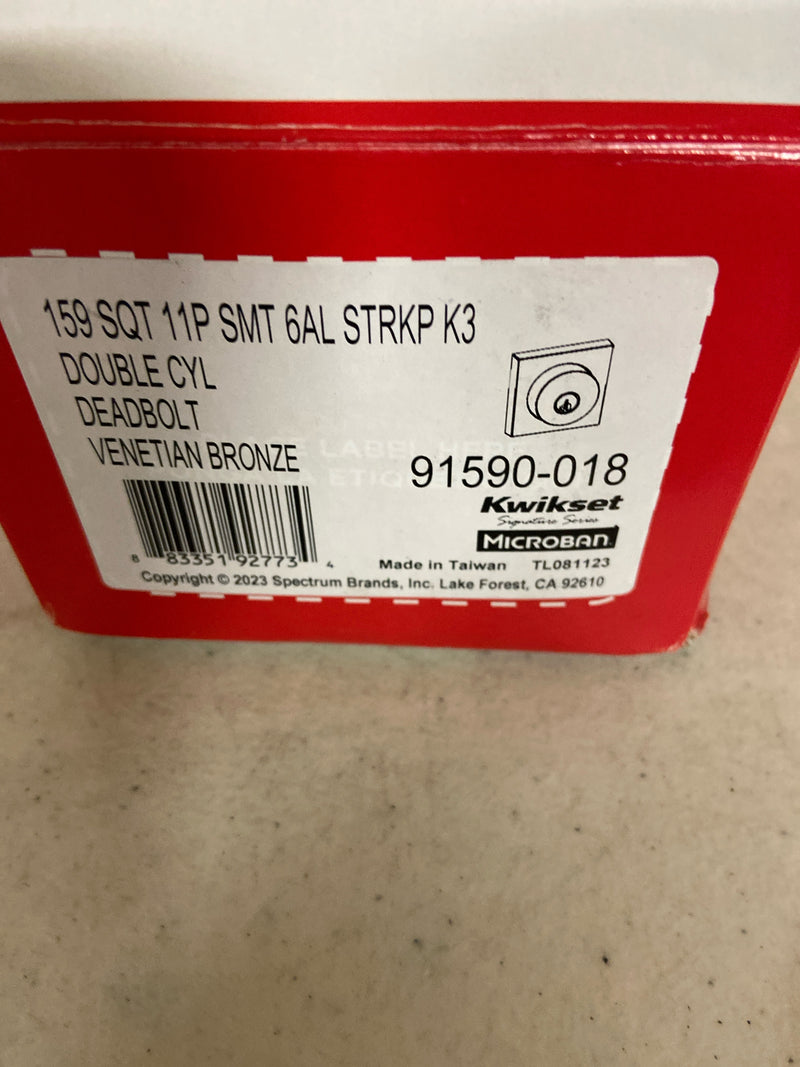 159 SQT 11P SMT 6AL STRKP K3
DOUBLE CYL
DEADBOLT
VENETIAN BRONZE
91590-018
Kwikset
Signature Series
MICROBAN
8 83351 92773 4
Made in Taiwan TL081123
Copyright © 2023 Spectrum Brands, Inc. Lake Forest, CA 92610